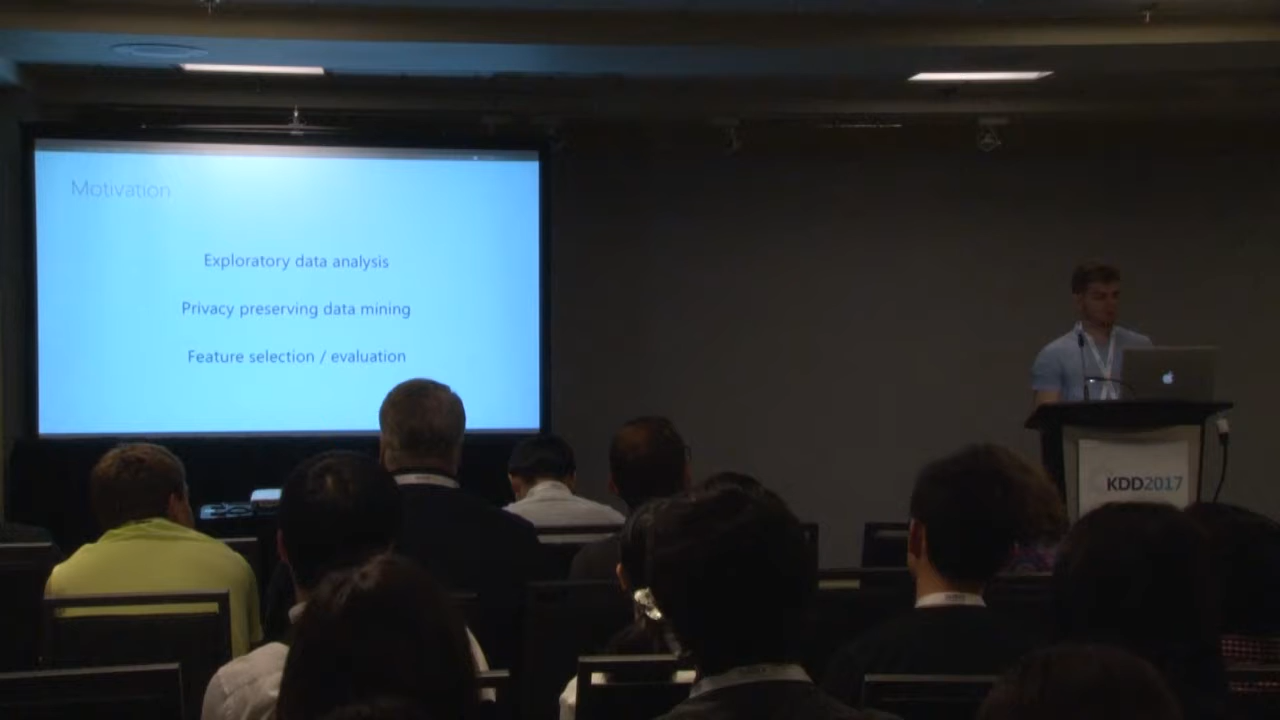 Motivation
Exploratory data analysis
Privacy preserving data mining
Feature selection / evaluation
KDD2017